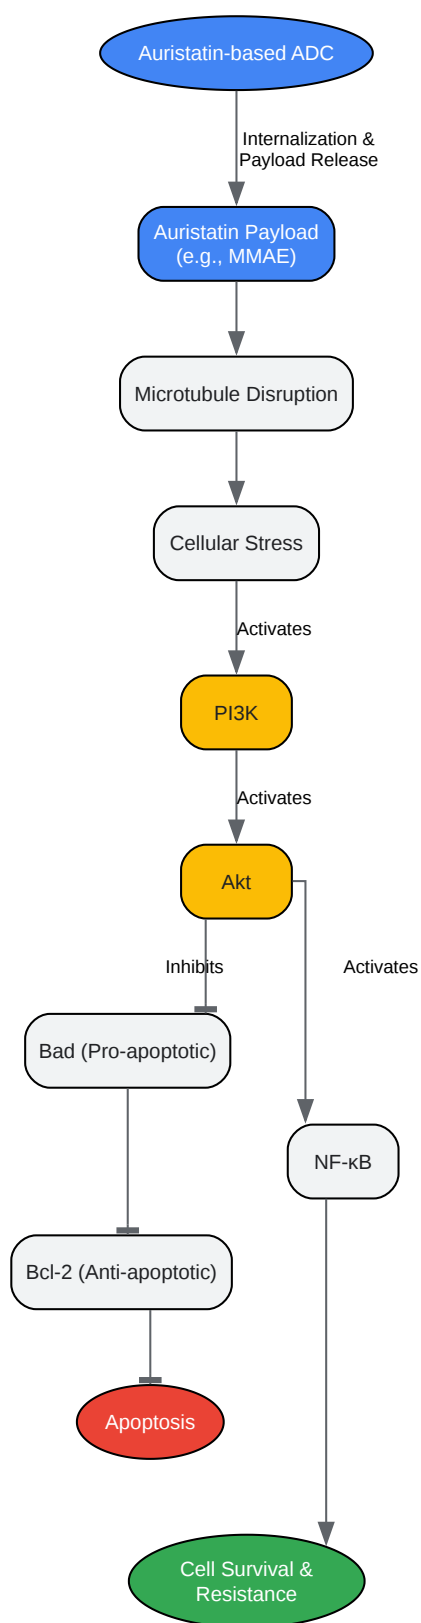 Auristatin-based ADC
Internalization &
Payload Release
Auristatin Payload
(e.g., MMAE)
Microtubule Disruption
Cellular Stress
Activates
PI3K
Activates
Akt
Inhibits
Activates
Bad (Pro-apoptotic)
NF-κB
Bcl-2 (Anti-apoptotic)
Apoptosis
Cell Survival &
Resistance